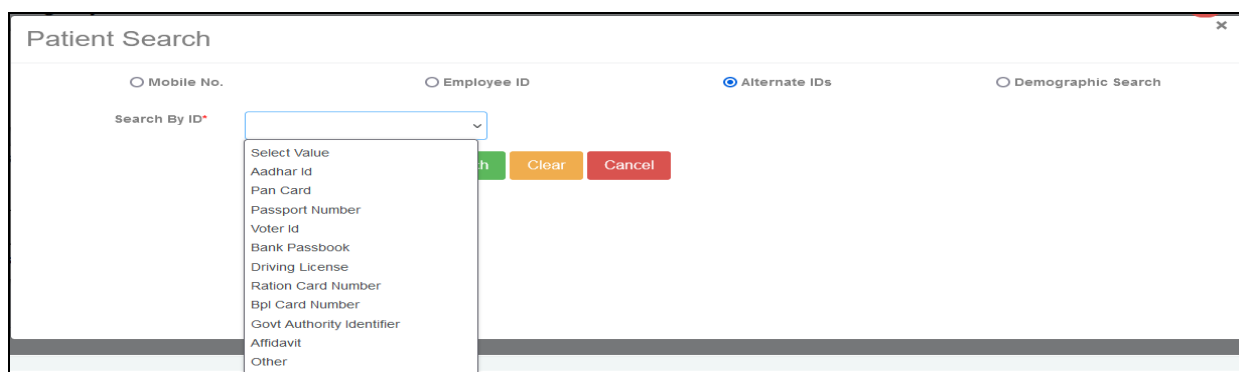 Patient Search
×
Mobile No. Employee ID Alternate IDs Demographic Search
Search By ID*
Select Value
Clear Cancel
Aadhar Id
Pan Card
Passport Number
Voter Id
Bank Passbook
Driving License
Ration Card Number
Bpl Card Number
Govt Authority Identifier
Affidavit
Other